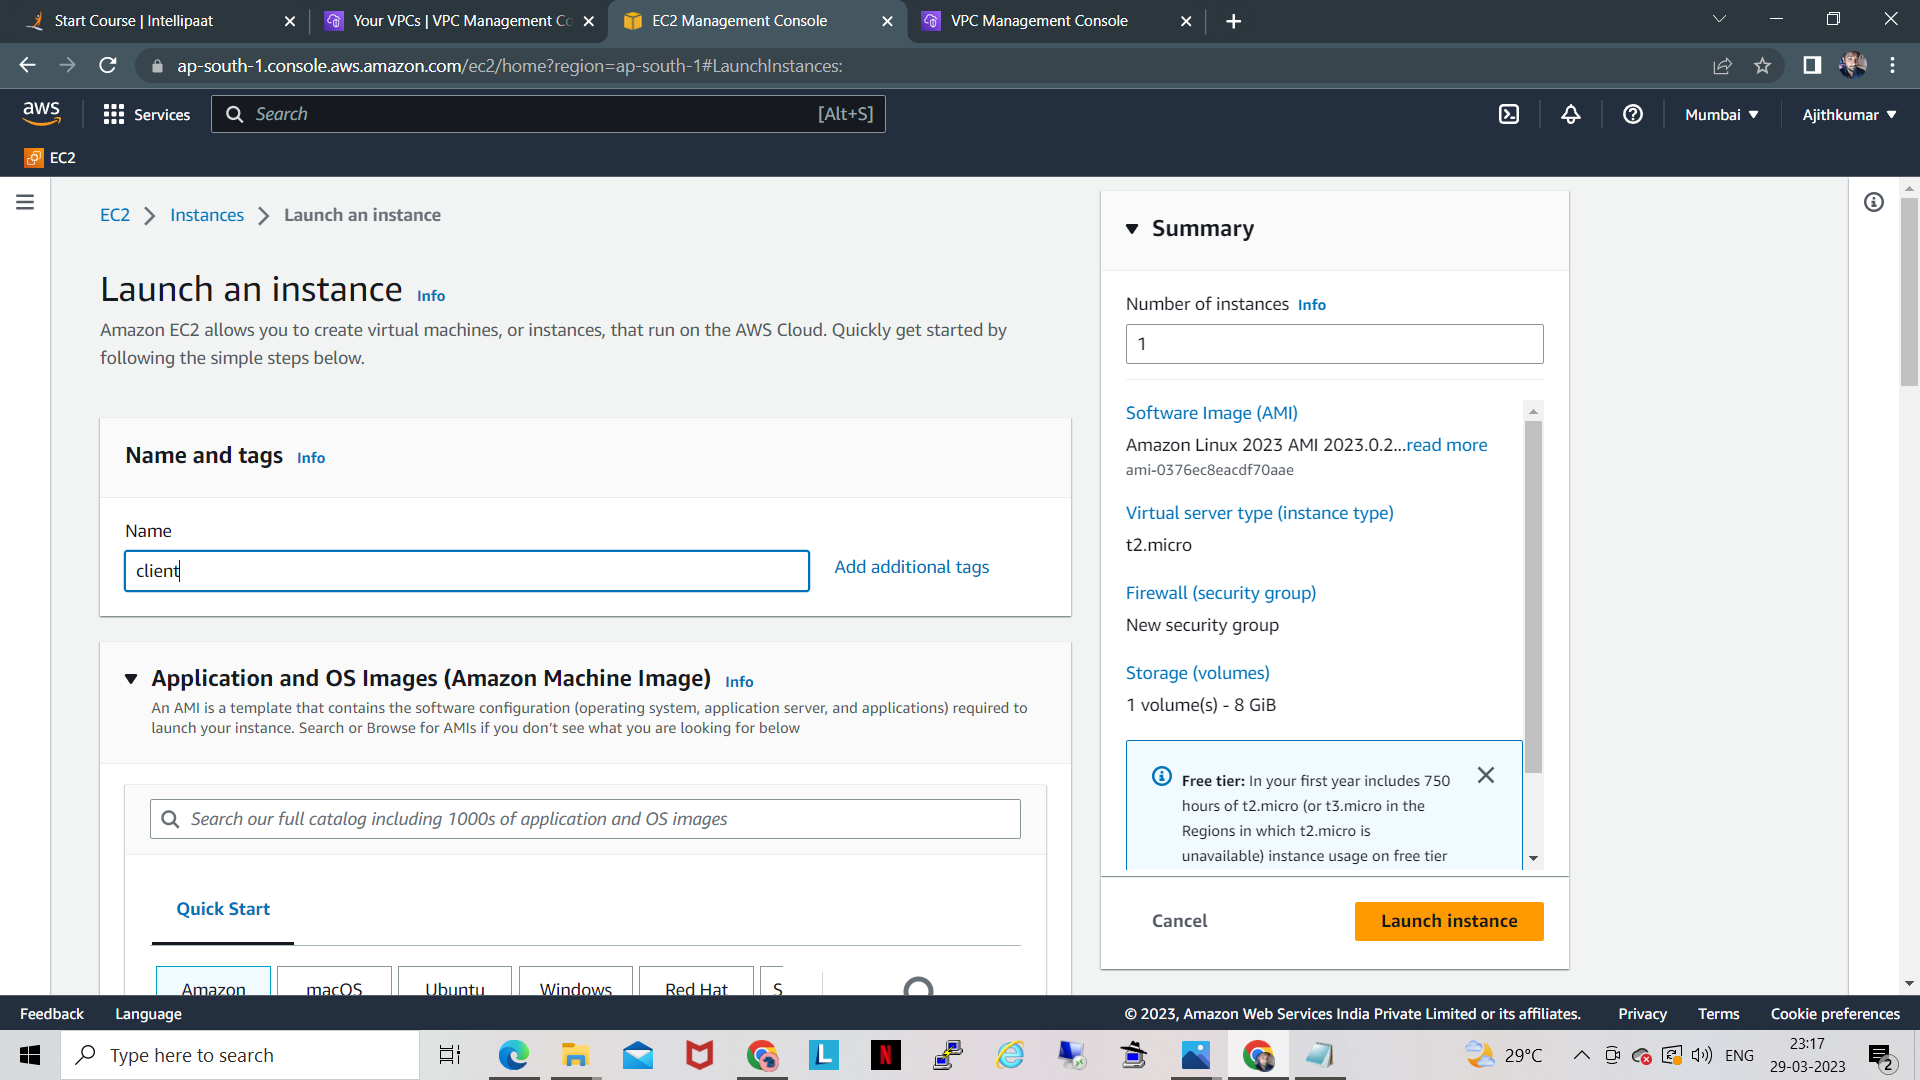 Start Course | Intellipaat
Your VPCs | VPC Management Co
EC2 Management Console
VPC Management Console
ap-south-1.console.aws.amazon.com/ec2/home?region=ap-south-1#LaunchInstances:
aws
Services
Search
[Alt+S]
Mumbai
Ajithkumar
EC2
EC2
Instances
Launch an instance
Launch an instance Info
Amazon EC2 allows you to create virtual machines, or instances, that run on the AWS Cloud. Quickly get started by
following the simple steps below.
Name and tags Info
Name
client
Add additional tags
Application and OS Images (Amazon Machine Image) Info
An AMI is a template that contains the software configuration (operating system, application server, and applications) required to
launch your instance. Search or Browse for AMIs if you don't see what you are looking for below
Search our full catalog including 1000s of application and OS images
Quick Start
Amazon
macOS
Ubuntu
Windows
Red Hat
S
Summary
Number of instances Info
1
Software Image (AMI)
Amazon Linux 2023 AMI 2023.0.2...read more
ami-0376ec8eacdf70aae
Virtual server type (instance type)
t2.micro
Firewall (security group)
New security group
Storage (volumes)
1 volume(s) - 8 GiB
Free tier: In your first year includes 750
hours of t2.micro (or t3.micro in the
Regions in which t2.micro is
unavailable) instance usage on free tier
Cancel
Launch instance
Feedback
Language
© 2023, Amazon Web Services India Private Limited or its affiliates.
Privacy
Terms
Cookie preferences
Type here to search
L
N
29°C
ENG
23:17
29-03-2023
2